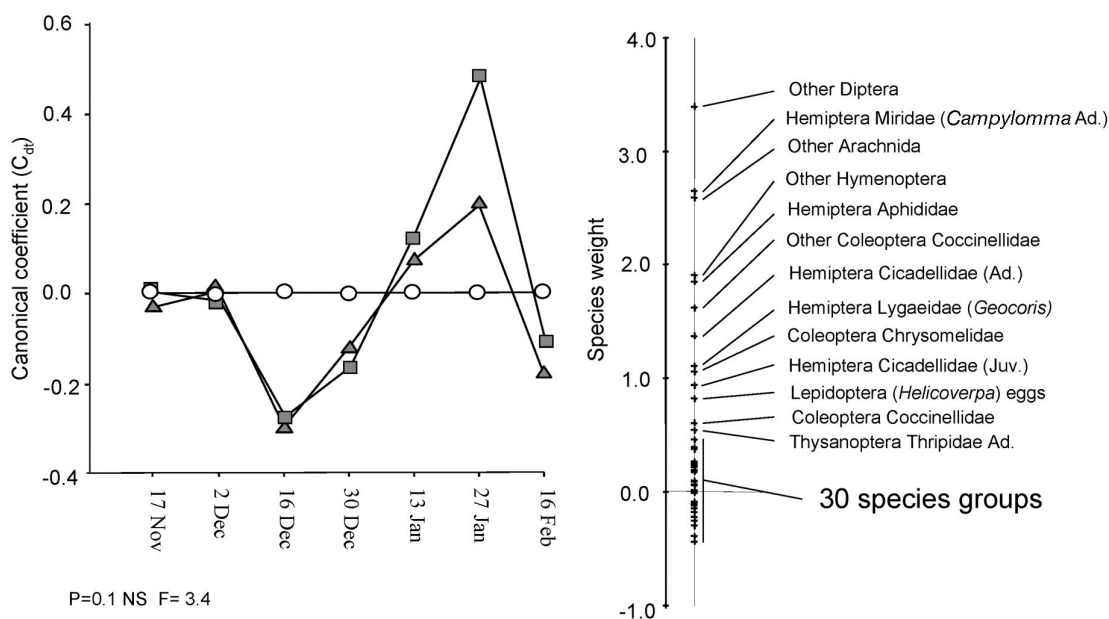 0.6
0.4
0.2
0.0
-0.2
-0.4
Canonical coefficient (Cdt)
17 Nov
2 Dec
16 Dec
30 Dec
13 Jan
27 Jan
16 Feb
P=0.1 NS F= 3.4
4.0
3.0
2.0
1.0
0.0
-1.0
Species weight
Other Diptera
Hemiptera Miridae (Campylomma Ad.)
Other Arachnida
Other Hymenoptera
Hemiptera Aphididae
Other Coleoptera Coccinellidae
Hemiptera Cicadellidae (Ad.)
Hemiptera Lygaeidae (Geocoris)
Coleoptera Chrysomelidae
Hemiptera Cicadellidae (Juv.)
Lepidoptera (Helicoverpa) eggs
Coleoptera Coccinellidae
Thysanoptera Thripidae Ad.
30 species groups